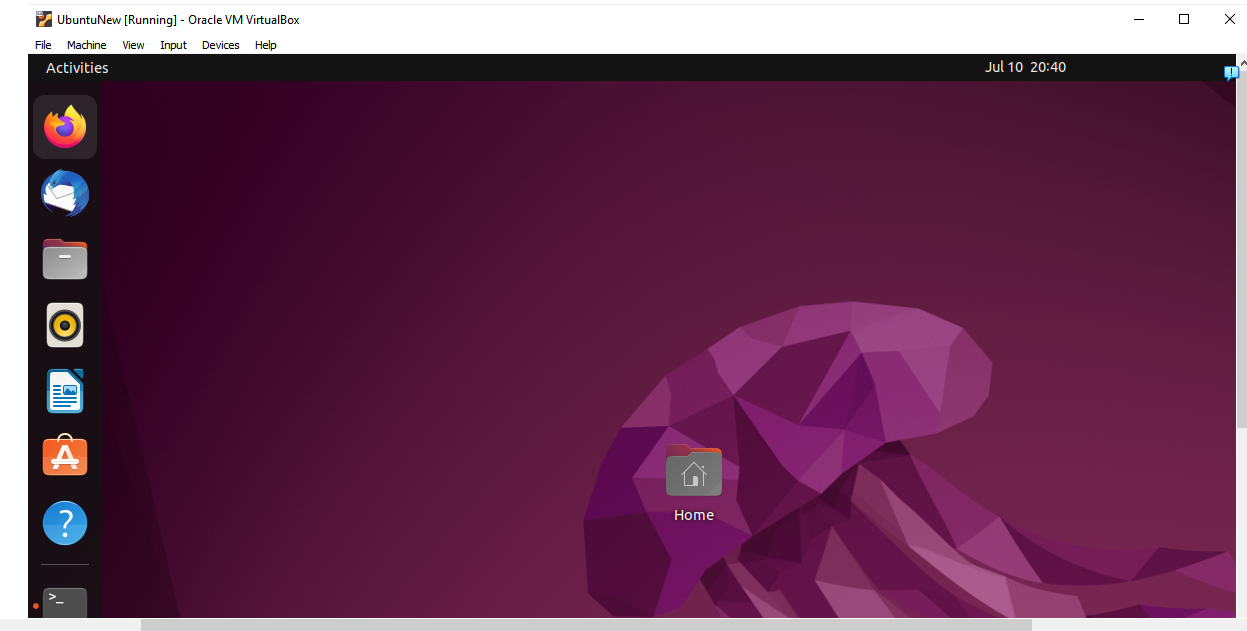 UbuntuNew [Running] - Oracle VM VirtualBox
File Machine View Input Devices Help
Activities Jul 10 20:40
Home